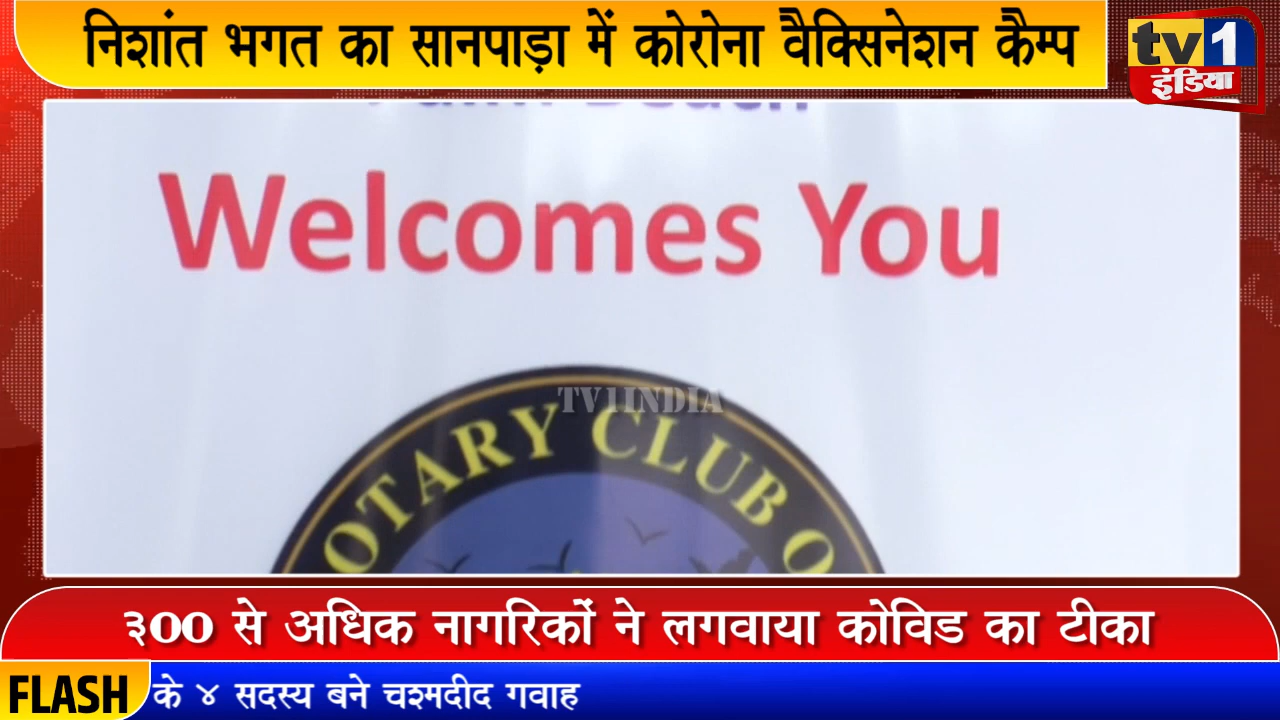 निशांत भगत का सानपाड़ा में कोरोना वैक्सिनेशन कैम्प
tv1
इंडिया
Welcomes You
TV1INDIA
OTARY CLUB O
३00 से अधिक नागरिकों ने लगवाया कोविड का टीका
FLASH के ४ सदस्य बने चश्मदीद गवाह